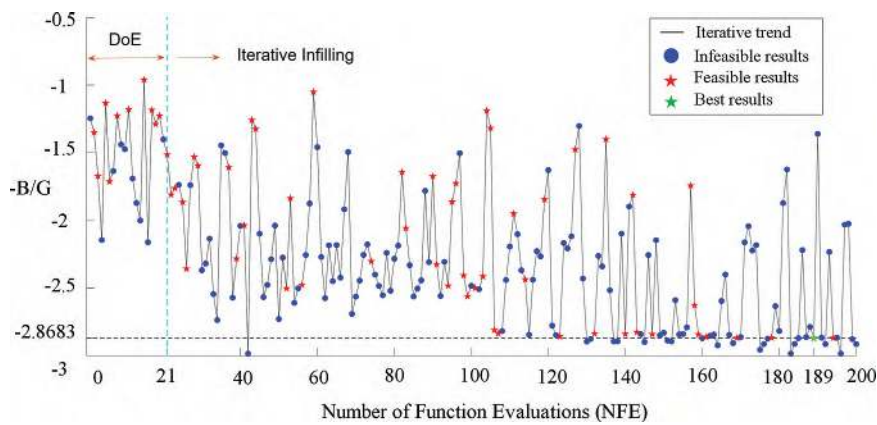 -0.5
DoE
Iterative Infilling
Iterative trend
Infeasible results
Feasible results
Best results
-1
-1.5
-B/G
-2
-2.5
-2.8683
-3
0 21 40 60 80 100 120 140 160 180 189 200
Number of Function Evaluations (NFE)